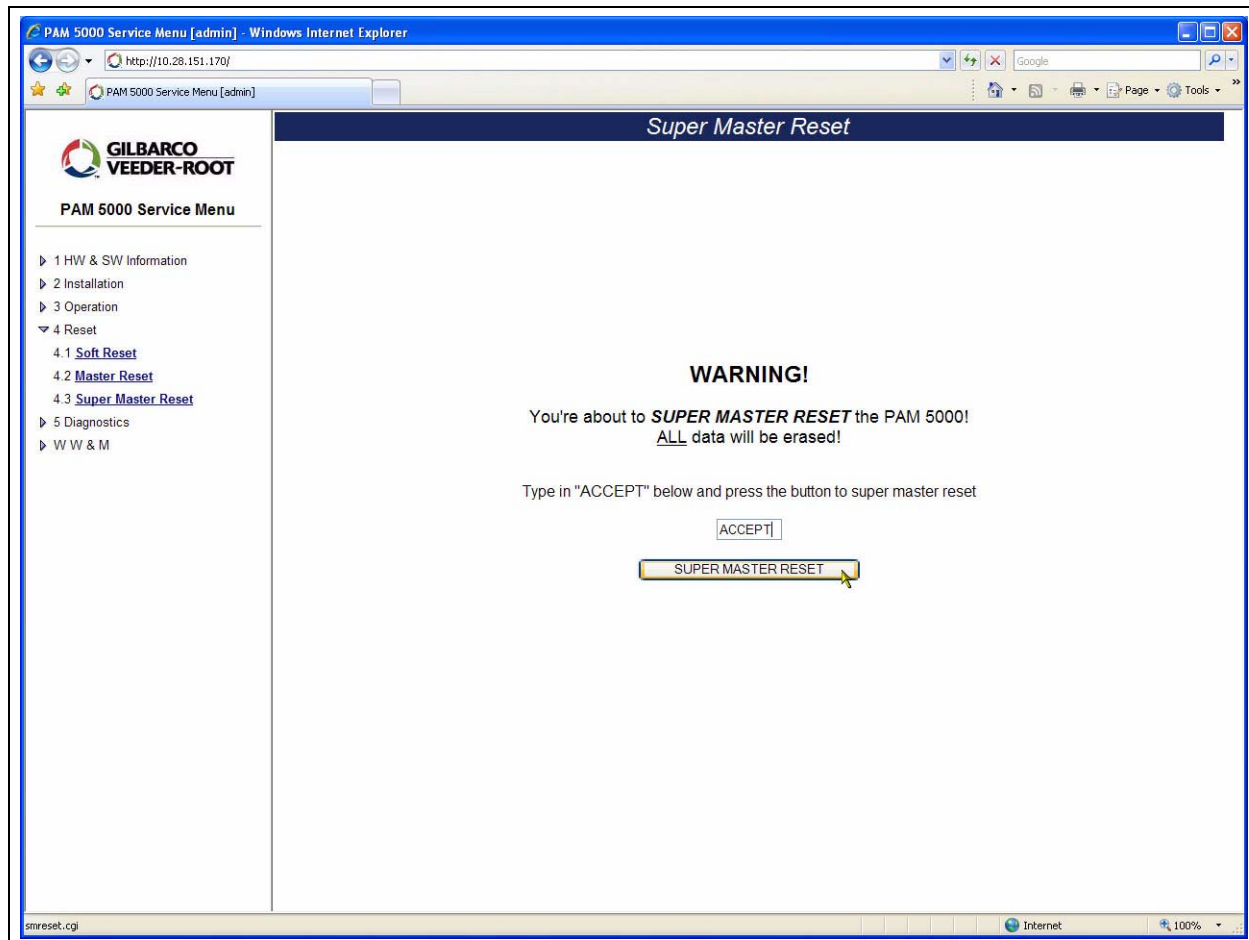 PAM 5000 Service Menu [admin] - Windows Internet Explorer
http://10.28.151.170/
Google
PAM 5000 Service Menu [admin]
Page
Tools
GILBARCO
VEEDER-ROOT
PAM 5000 Service Menu
1 HW & SW Information
2 Installation
3 Operation
4 Reset
4.1 Soft Reset
4.2 Master Reset
4.3 Super Master Reset
5 Diagnostics
W W & M
Super Master Reset
WARNING!
You're about to SUPER MASTER RESET the PAM 5000!
ALL data will be erased!
Type in "ACCEPT" below and press the button to super master reset
ACCEPT
SUPER MASTER RESET
smreset.cgi
Internet
100%